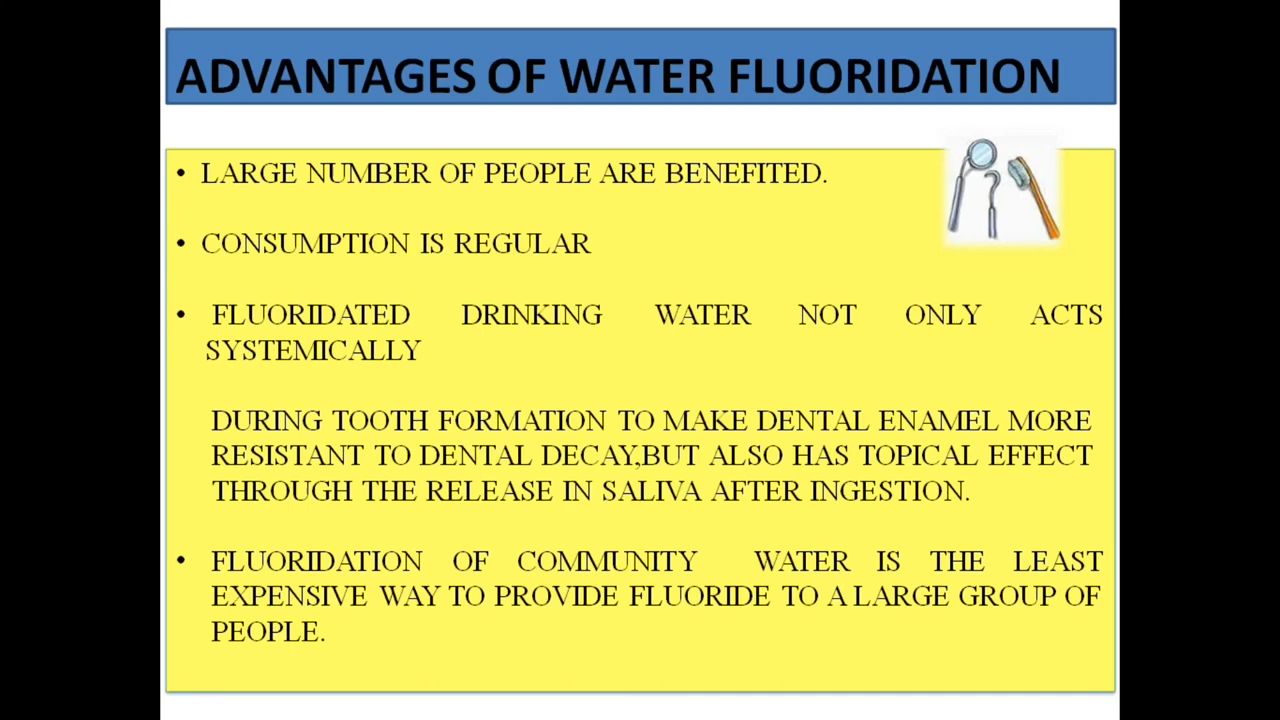 ADVANTAGES OF WATER FLUORIDATION
• LARGE NUMBER OF PEOPLE ARE BENEFITED.
• CONSUMPTION IS REGULAR
• FLUORIDATED DRINKING WATER NOT ONLY ACTS
SYSTEMICALLY
DURING TOOTH FORMATION TO MAKE DENTAL ENAMEL MORE
RESISTANT TO DENTAL DECAY,BUT ALSO HAS TOPICAL EFFECT
THROUGH THE RELEASE IN SALIVA AFTER INGESTION.
• FLUORIDATION OF COMMUNITY WATER IS THE LEAST
EXPENSIVE WAY TO PROVIDE FLUORIDE TO A LARGE GROUP OF
PEOPLE.